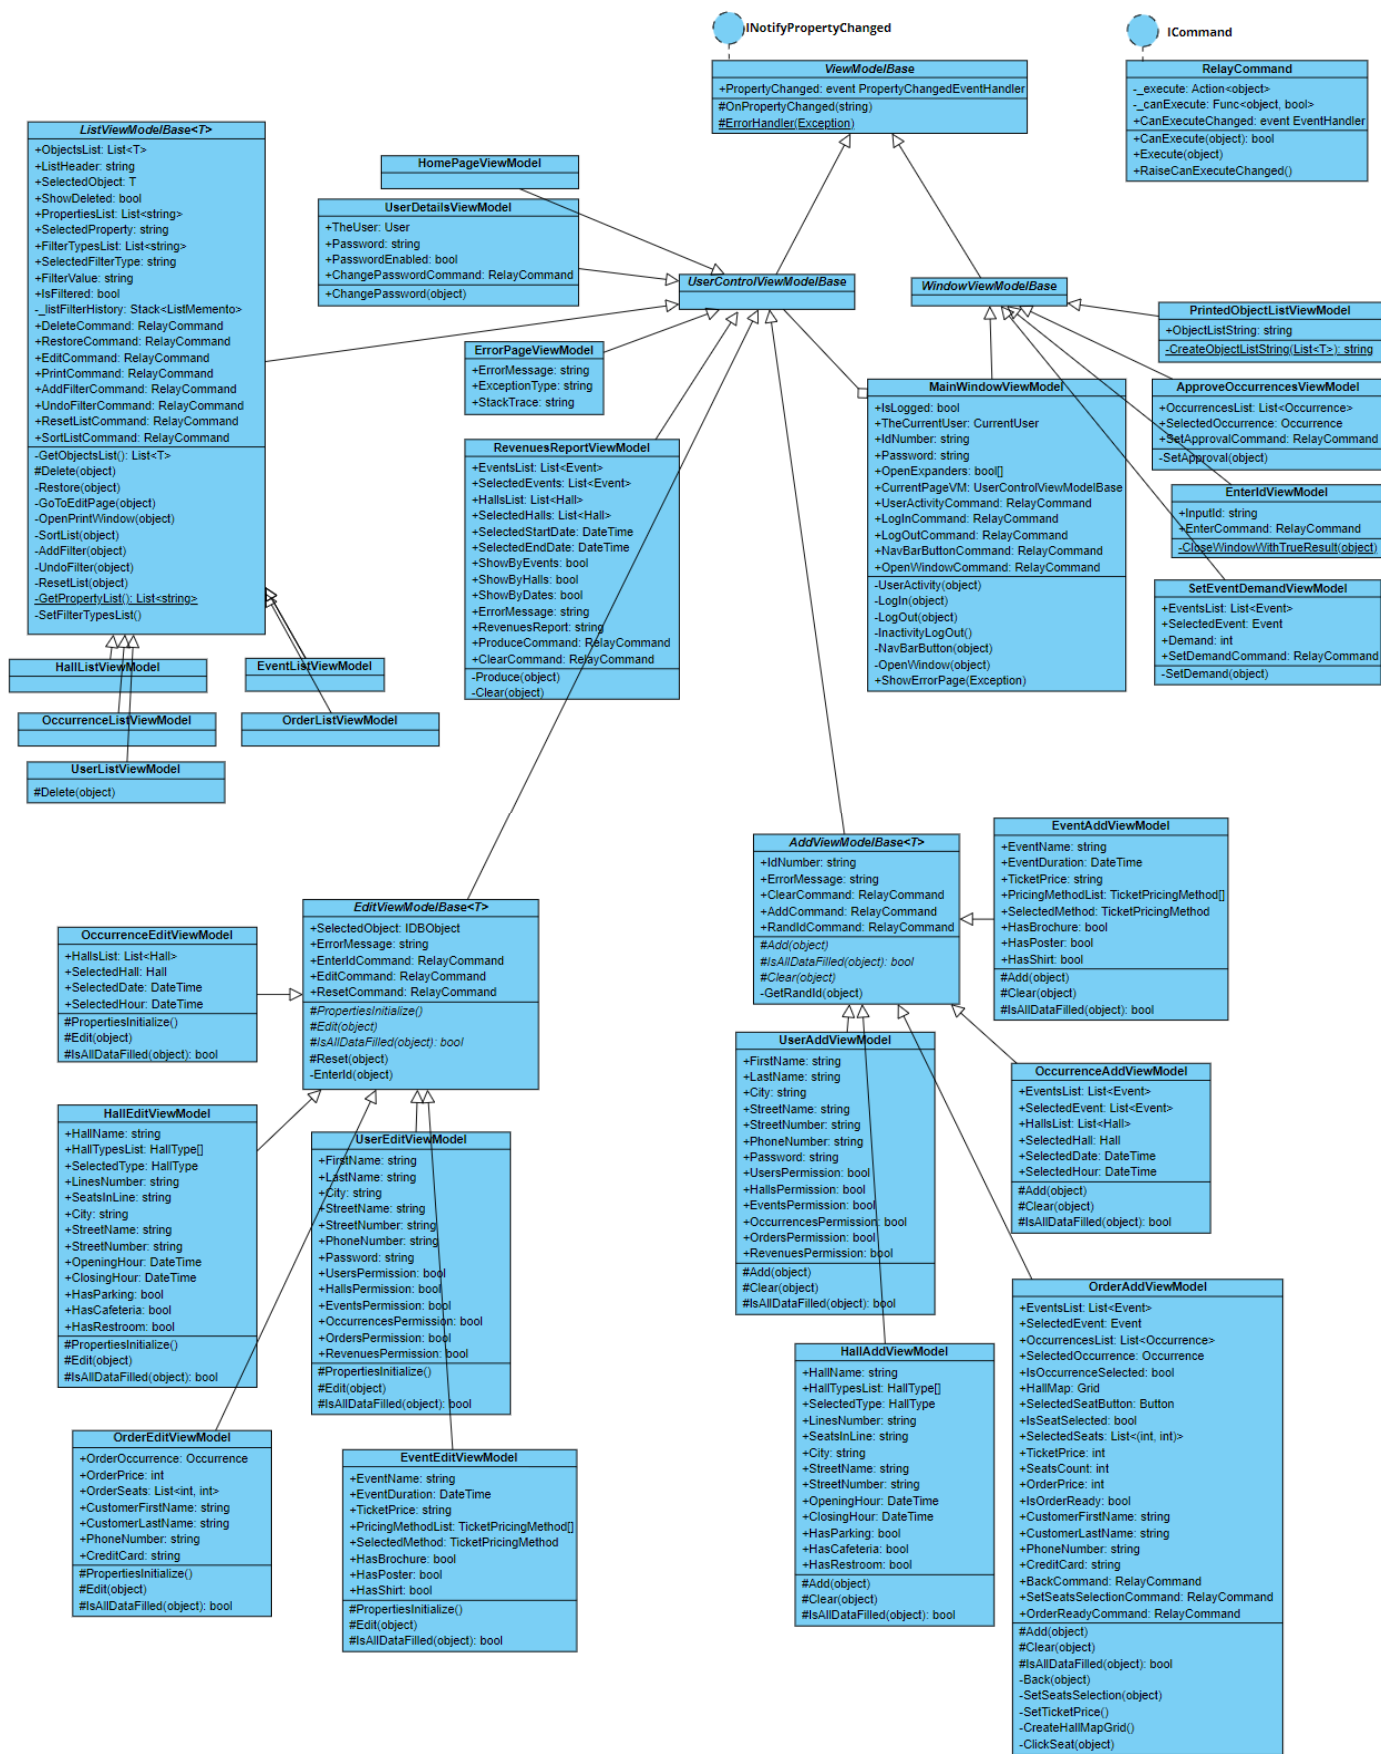 INotifyPropertyChanged
ICommand
ViewModelBase
+PropertyChanged: event PropertyChangedEventHandler
#OnPropertyChanged(string)
#ErrorHandler(Exception)
RelayCommand
-_execute: Action<object>
-_canExecute: Func<object, bool>
+CanExecuteChanged: event EventHandler
+CanExecute(object): bool
+Execute(object)
+RaiseCanExecuteChanged()
ListViewModelBase<T>
+ObjectsList: List<T>
+ListHeader: string
+SelectedObject: T
+ShowDeleted: bool
+PropertiesList: List<string>
+SelectedProperty: string
+FilterTypesList: List<string>
+SelectedFilterType: string
+FilterValue: string
+IsFiltered: bool
-_listFilterHistory: Stack<ListMemento>
+DeleteCommand: RelayCommand
+RestoreCommand: RelayCommand
+EditCommand: RelayCommand
+PrintCommand: RelayCommand
+AddFilterCommand: RelayCommand
+UndoFilterCommand: RelayCommand
+ResetListCommand: RelayCommand
+SortListCommand: RelayCommand
-GetObjectsList(): List<T>
#Delete(object)
-Restore(object)
-GoToEditPage(object)
-OpenPrintWindow(object)
-SortList(object)
-AddFilter(object)
-UndoFilter(object)
-ResetList(object)
-GetPropertyList(): List<string>
-SetFilterTypesList()
HomePageViewModel
UserDetailsViewModel
+TheUser: User
+Password: string
+PasswordEnabled: bool
+ChangePasswordCommand: RelayCommand
+ChangePassword(object)
UserControlViewModelBase
WindowViewModelBase
PrintedObjectListViewModel
+ObjectListString: string
-CreateObjectListString(List<T>): string
ErrorPageViewModel
+ErrorMessage: string
+ExceptionType: string
+StackTrace: string
MainWindowViewModel
+IsLogged: bool
+TheCurrentUser: CurrentUser
+IdNumber: string
+Password: string
+OpenExpanders: bool[]
+CurrentPageVM: UserControlViewModelBase
+UserActivityCommand: RelayCommand
+LogInCommand: RelayCommand
+LogOutCommand: RelayCommand
+NavBarButtonCommand: RelayCommand
+OpenWindowCommand: RelayCommand
-UserActivity(object)
-LogIn(object)
-LogOut(object)
-InactivityLogOut()
-NavBarButton(object)
-OpenWindow(object)
+ShowErrorPage(Exception)
ApproveOccurrencesViewModel
+OccurrencesList: List<Occurrence>
+SelectedOccurrence: Occurrence
+SetApprovalCommand: RelayCommand
-SetApproval(object)
RevenuesReportViewModel
+EventsList: List<Event>
+SelectedEvents: List<Event>
+HallsList: List<Hall>
+SelectedHalls: List<Hall>
+SelectedStartDate: DateTime
+SelectedEndDate: DateTime
+ShowByEvents: bool
+ShowByHalls: bool
+ShowByDates: bool
+ErrorMessage: string
+RevenuesReport: string
+ProduceCommand: RelayCommand
+ClearCommand: RelayCommand
-Produce(object)
-Clear(object)
EnterIdViewModel
+InputId: string
+EnterCommand: RelayCommand
-CloseWindowWithTrueResult(object)
SetEventDemandViewModel
+EventsList: List<Event>
+SelectedEvent: Event
+Demand: int
+SetDemandCommand: RelayCommand
-SetDemand(object)
HallListViewModel
EventListViewModel
OccurrenceListViewModel
OrderListViewModel
UserListViewModel
#Delete(object)
AddViewModelBase<T>
+IdNumber: string
+ErrorMessage: string
+ClearCommand: RelayCommand
+AddCommand: RelayCommand
+RandIdCommand: RelayCommand
#Add(object)
#IsAllDataFilled(object): bool
#Clear(object)
-GetRandId(object)
EventAddViewModel
+EventName: string
+EventDuration: DateTime
+TicketPrice: string
+PricingMethodList: TicketPricingMethod[]
+SelectedMethod: TicketPricingMethod
+HasBrochure: bool
+HasPoster: bool
+HasShirt: bool
#Add(object)
#Clear(object)
#IsAllDataFilled(object): bool
EditViewModelBase<T>
+SelectedObject: IDBObject
+ErrorMessage: string
+EnterIdCommand: RelayCommand
+EditCommand: RelayCommand
+ResetCommand: RelayCommand
#PropertiesInitialize()
#Edit(object)
#IsAllDataFilled(object): bool
#Reset(object)
-EnterId(object)
OccurrenceEditViewModel
+HallsList: List<Hall>
+SelectedHall: Hall
+SelectedDate: DateTime
+SelectedHour: DateTime
#PropertiesInitialize()
#Edit(object)
#IsAllDataFilled(object): bool
UserAddViewModel
+FirstName: string
+LastName: string
+City: string
+StreetName: string
+StreetNumber: string
+PhoneNumber: string
+Password: string
+UsersPermission: bool
+HallsPermission: bool
+EventsPermission: bool
+OccurrencesPermission: bool
+OrdersPermission: bool
+RevenuesPermission: bool
#Add(object)
#Clear(object)
#IsAllDataFilled(object): bool
OccurrenceAddViewModel
+EventsList: List<Event>
+SelectedEvent: List<Event>
+HallsList: List<Hall>
+SelectedHall: Hall
+SelectedDate: DateTime
+SelectedHour: DateTime
#Add(object)
#Clear(object)
#IsAllDataFilled(object): bool
HallEditViewModel
+HallName: string
+HallTypesList: HallType[]
+SelectedType: HallType
+LinesNumber: string
+SeatsInLine: string
+City: string
+StreetName: string
+StreetNumber: string
+OpeningHour: DateTime
+ClosingHour: DateTime
+HasParking: bool
+HasCafeteria: bool
+HasRestroom: bool
#PropertiesInitialize()
#Edit(object)
#IsAllDataFilled(object): bool
UserEditViewModel
+FirstName: string
+LastName: string
+City: string
+StreetName: string
+StreetNumber: string
+PhoneNumber: string
+Password: string
+UsersPermission: bool
+HallsPermission: bool
+EventsPermission: bool
+OccurrencesPermission: bool
+OrdersPermission: bool
+RevenuesPermission: bool
#PropertiesInitialize()
#Edit(object)
#IsAllDataFilled(object): bool
OrderAddViewModel
+EventsList: List<Event>
+SelectedEvent: Event
+OccurrencesList: List<Occurrence>
+SelectedOccurrence: Occurrence
+IsOccurrenceSelected: bool
+HallMap: Grid
+SelectedSeatButton: Button
+IsSeatSelected: bool
+SelectedSeats: List<(int, int)>
+TicketPrice: int
+SeatsCount: int
+OrderPrice: int
+IsOrderReady: bool
+CustomerFirstName: string
+CustomerLastName: string
+PhoneNumber: string
+CreditCard: string
+BackCommand: RelayCommand
+SetSeatsSelectionCommand: RelayCommand
+OrderReadyCommand: RelayCommand
#Add(object)
#Clear(object)
#IsAllDataFilled(object): bool
-Back(object)
-SetSeatsSelection(object)
-SetTicketPrice()
-CreateHallMapGrid()
-ClickSeat(object)
HallAddViewModel
+HallName: string
+HallTypesList: HallType[]
+SelectedType: HallType
+LinesNumber: string
+SeatsInLine: string
+City: string
+StreetName: string
+StreetNumber: string
+OpeningHour: DateTime
+ClosingHour: DateTime
+HasParking: bool
+HasCafeteria: bool
+HasRestroom: bool
#Add(object)
#Clear(object)
#IsAllDataFilled(object): bool
OrderEditViewModel
+OrderOccurrence: Occurrence
+OrderPrice: int
+OrderSeats: List<int, int>
+CustomerFirstName: string
+CustomerLastName: string
+PhoneNumber: string
+CreditCard: string
#PropertiesInitialize()
#Edit(object)
#IsAllDataFilled(object): bool
EventEditViewModel
+EventName: string
+EventDuration: DateTime
+TicketPrice: string
+PricingMethodList: TicketPricingMethod[]
+SelectedMethod: TicketPricingMethod
+HasBrochure: bool
+HasPoster: bool
+HasShirt: bool
#PropertiesInitialize()
#Edit(object)
#IsAllDataFilled(object): bool